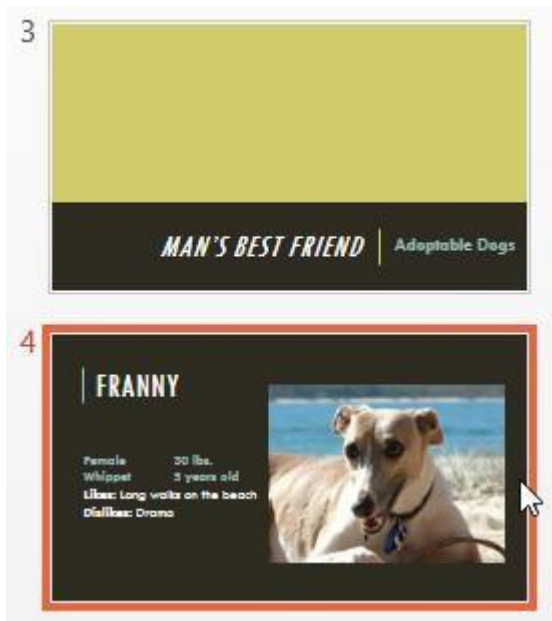 3
MAN'S BEST FRIEND Adoptable Dogs
4
FRANNY
Female 30 lbs.
Whippet 5 years old
Likes: Long walks on the beach
Dislikes: Drama